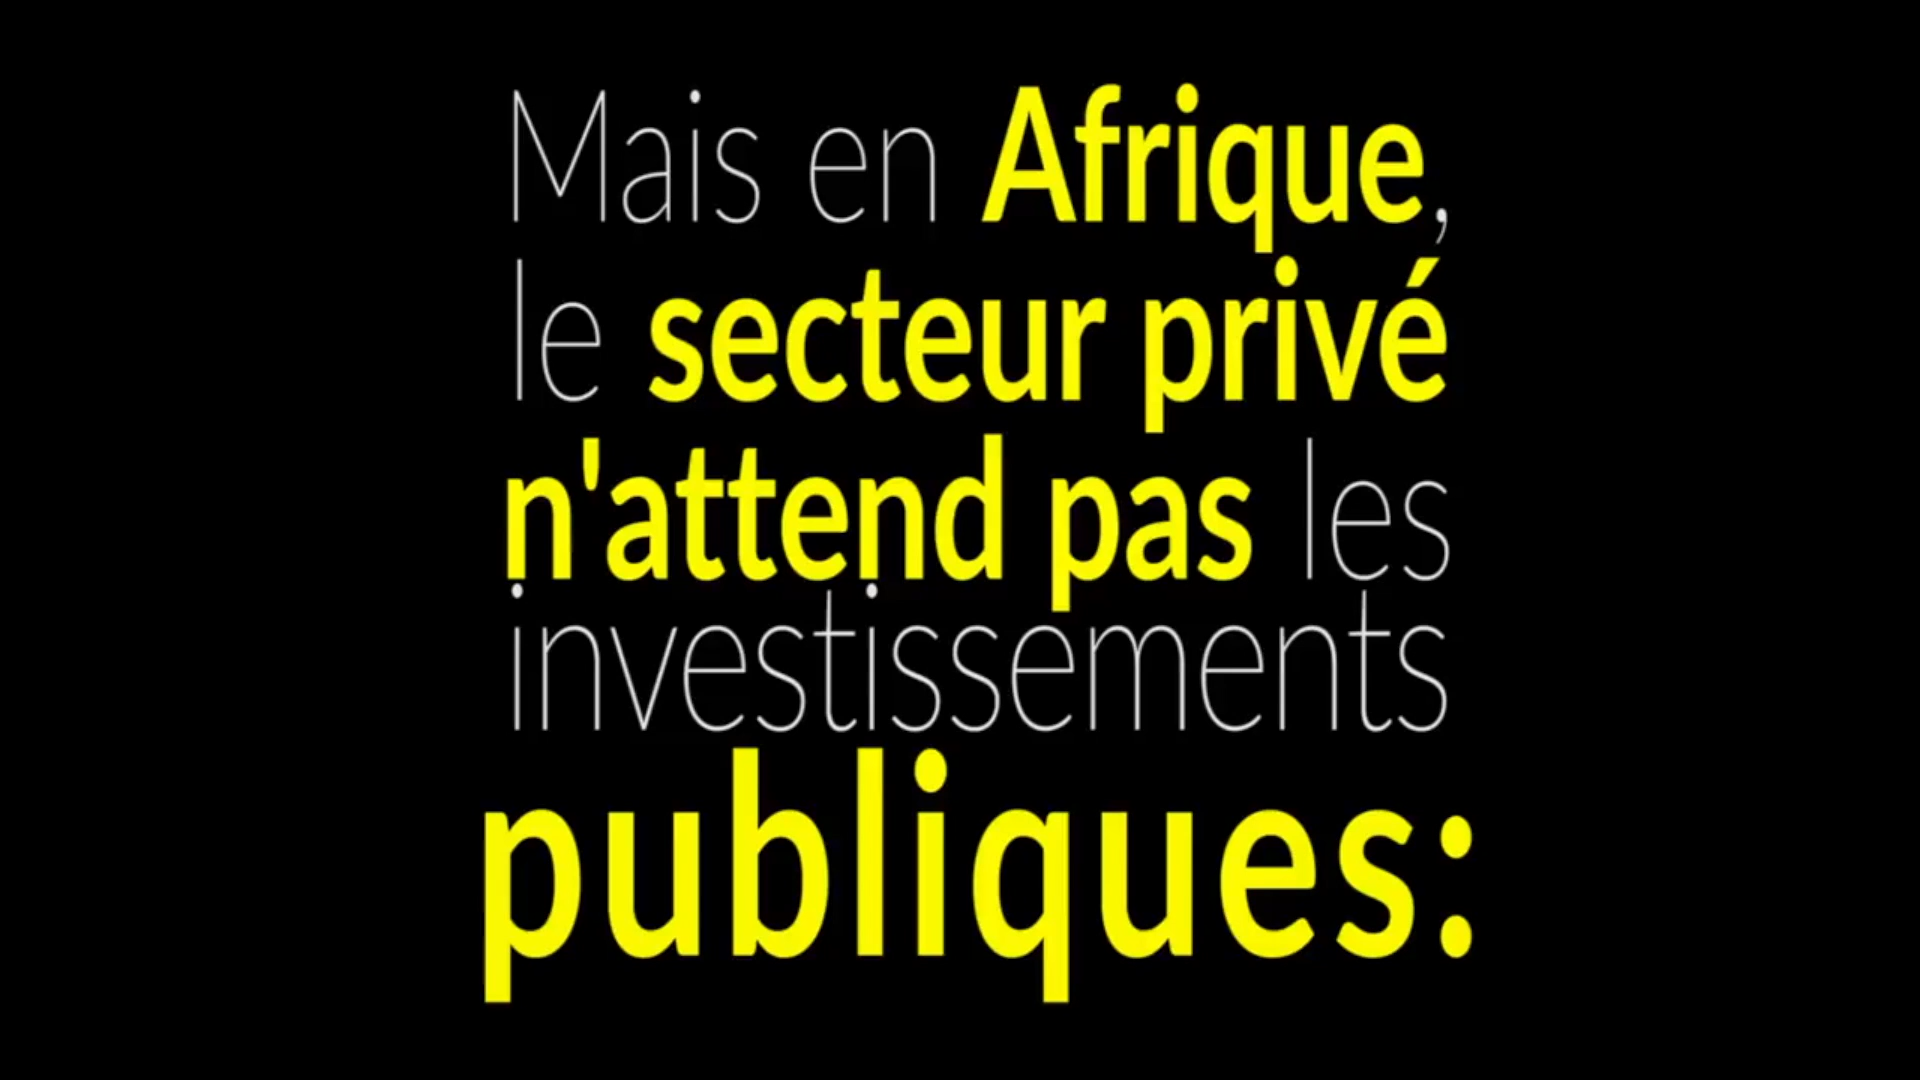 Mais en Afrique,
le secteur privé
n'attend pas les
investissements
publiques: